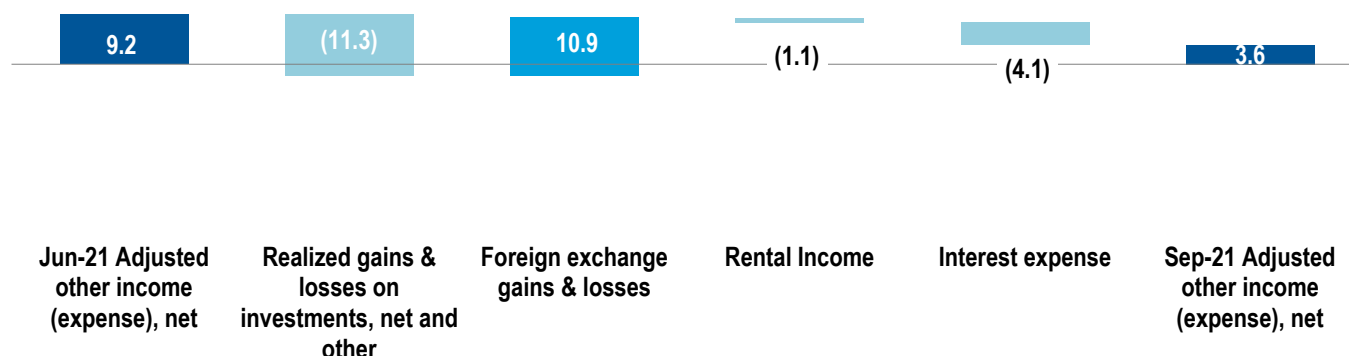 9.2
(11.3)
10.9
(1.1)
(4.1)
3.6
Jun-21 Adjusted
other income
(expense), net
Realized gains &
losses on
investments, net and
other
Foreign exchange
gains & losses
Rental Income
Interest expense
Sep-21 Adjusted
other income
(expense), net